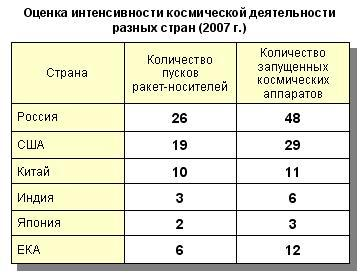 Оценка интенсивности космической деятельности
разных стран (2007 г.)
Страна
Количество
пусков
ракет-носителей
Количество
запущенных
космических
аппаратов
Россия 26 48
США 19 29
Китай 10 11
Индия 3 6
Япония 2 3
ЕКА 6 12